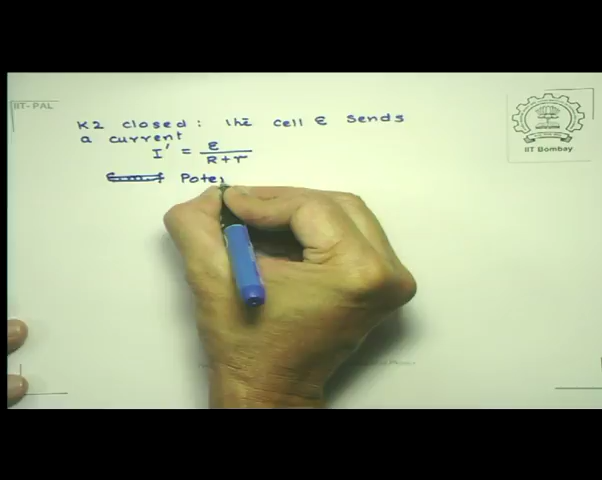 IIT- PAL
K2 closed: The cell ε sends
a current
I' = ε / R+r
Pote
IIT Bombay